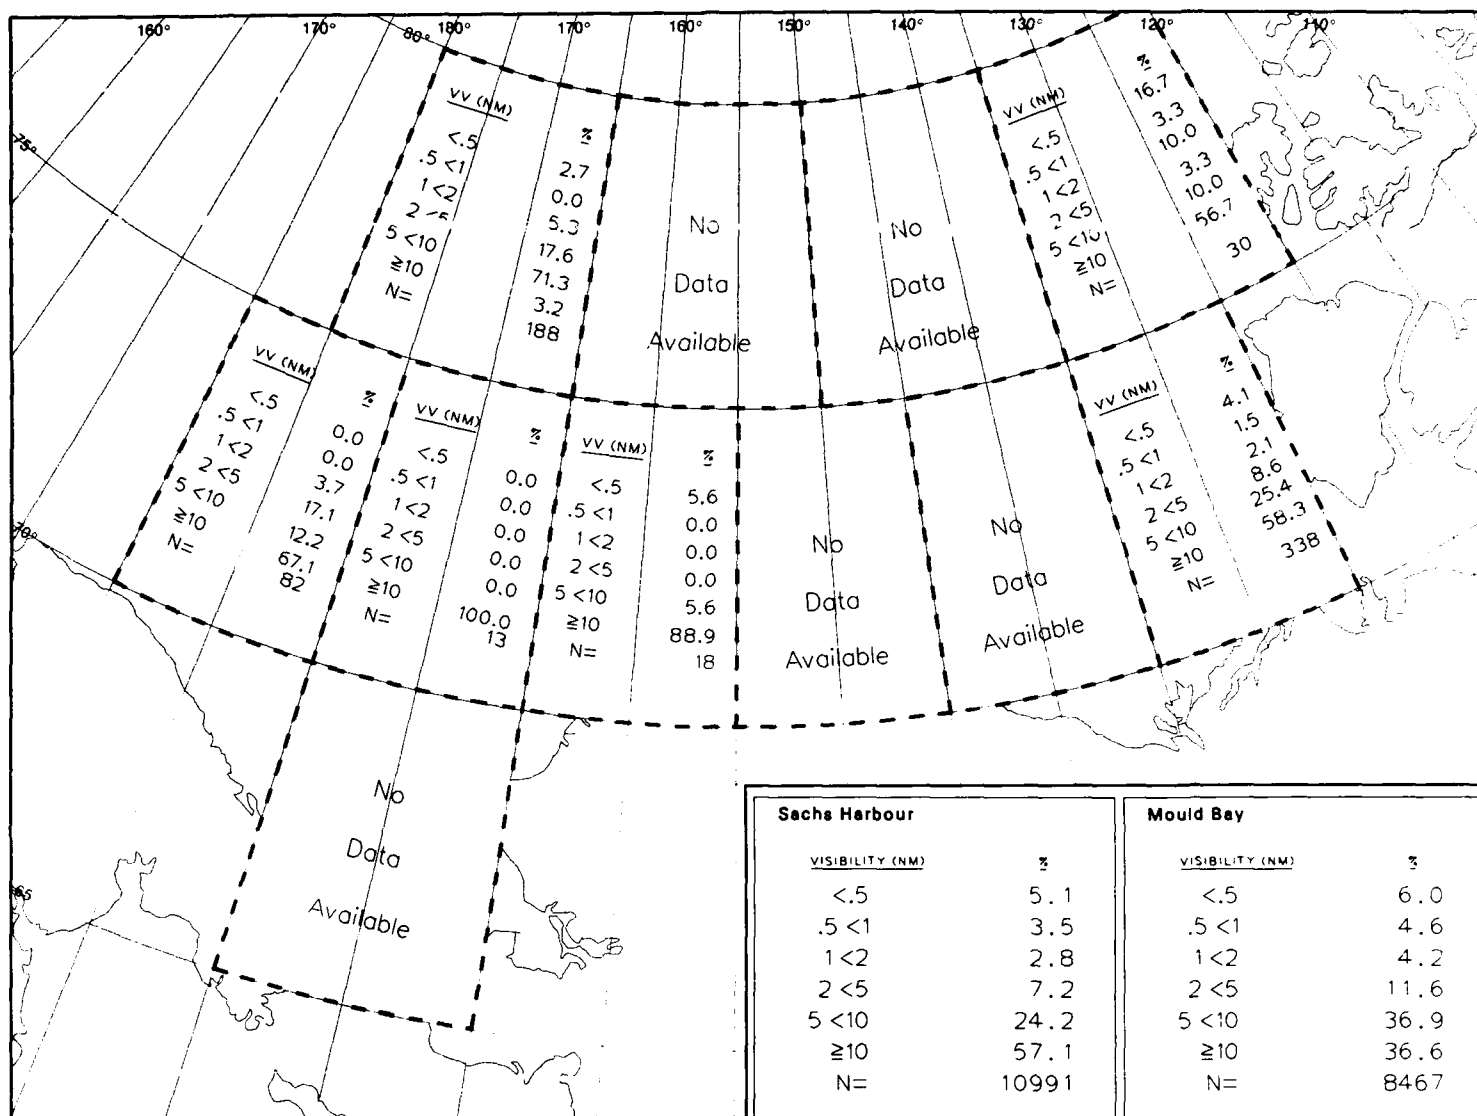 160° 170° 180° 170° 160° 150° 140° 130° 120° 110°
80°
75°
70°
65
VV (NM) %
<.5 2.7
.5 <1 0.0
1 <2 5.3
2 <5 17.6
5 <10 71.3
≥10 3.2
N= 188
No
Data
Available
No
Data
Available
VV (NM) %
<.5 16.7
.5 <1 3.3
1 <2 10.0
2 <5 3.3
5 <10 10.0
≥10 56.7
N= 30
VV (NM) %
<.5 0.0
.5 <1 0.0
1 <2 3.7
2 <5 17.1
5 <10 12.2
≥10 67.1
N= 82
VV (NM) %
<.5 0.0
.5 <1 0.0
1 <2 0.0
2 <5 0.0
5 <10 0.0
≥10 100.0
N= 13
VV (NM) %
<.5 5.6
.5 <1 0.0
1 <2 0.0
2 <5 0.0
5 <10 5.6
≥10 88.9
N= 18
No
Data
Available
No
Data
Available
VV (NM) %
<.5 4.1
.5 <1 1.5
1 <2 2.1
2 <5 8.6
5 <10 25.4
≥10 58.3
N= 338
No
Data
Available
Sachs Harbour
VISIBILITY (NM) %
<.5 5.1
.5 <1 3.5
1 <2 2.8
2 <5 7.2
5 <10 24.2
≥10 57.1
N= 10991
Mould Bay
VISIBILITY (NM) %
<.5 6.0
.5 <1 4.6
1 <2 4.2
2 <5 11.6
5 <10 36.9
≥10 36.6
N= 8467